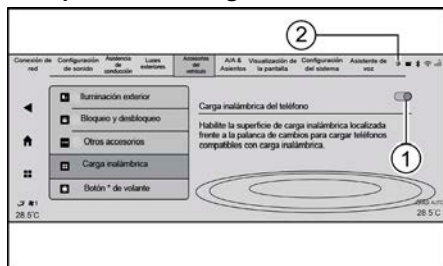 2
Conexión de red
Configuración de sonido
Asistencia de conducción
Luces exteriores
Accesorios del vehículo
A/A & Asientos
Visualización de la pantalla
Configuración del sistema
Asistente de voz
Iluminación exterior
Bloqueo y desbloqueo
Otros accesorios
Carga inalámbrica
Botón * de volante
Carga inalámbrica del teléfono
Habilite la superficie de carga inalámbrica localizada
frente a la palanca de cambios para cargar teléfonos
compatibles con carga inalámbrica.
1
1
28.5°C
AUTO
28.5°C